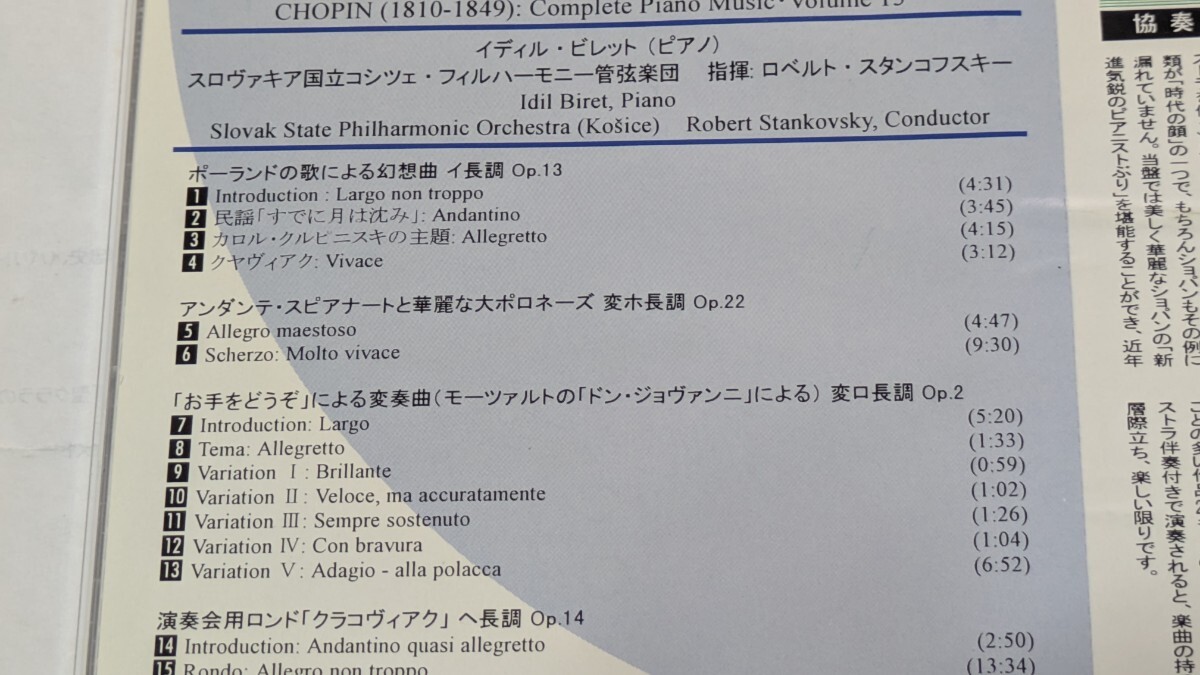 CHOPIN (1810-1849): Complete Piano Music · Volume 15
イディル・ビレット (ピアノ)
スロヴァキア国立コシツェ・フィルハーモニー管弦楽団 指揮: ロベルト・スタンコフスキー
Idil Biret, Piano
Slovak State Philharmonic Orchestra (Košice) Robert Stankovsky, Conductor
ポーランドの歌による幻想曲 イ長調 Op.13
1 Introduction : Largo non troppo (4:31)
2 民謡「すでに月は沈み」: Andantino (3:45)
3 カロル・クルピニスキの主題: Allegretto (4:15)
4 クヤヴィアク: Vivace (3:12)
アンダンテ・スピアナートと華麗な大ポロネーズ 変ホ長調 Op.22
5 Allegro maestoso (4:47)
6 Scherzo: Molto vivace (9:30)
「お手をどうぞ」による変奏曲(モーツァルトの「ドン・ジョヴァンニ」による) 変ロ長調 Op.2
7 Introduction: Largo (5:20)
8 Tema: Allegretto (1:33)
9 Variation Ⅰ: Brillante (0:59)
10 Variation Ⅱ: Veloce, ma accuratamente (1:02)
11 Variation Ⅲ: Sempre sostenuto (1:26)
12 Variation Ⅳ: Con bravura (1:04)
13 Variation Ⅴ: Adagio - alla polacca (6:52)
演奏会用ロンド「クラコヴィアク」 ヘ長調 Op.14
14 Introduction: Andantino quasi allegretto (2:50)
15 Rondo: Allegro non troppo (13:34)
協奏
類が「時代の顔」の一つで、もちろんショパンもその例に
漏れていません。当盤では美しく華麗なショパンの「新
進気鋭のピアニストぶり」を堪能することができ、近年
ストラ伴奏付きで演奏されると、楽曲の持
層際立ち、楽しい限りです。